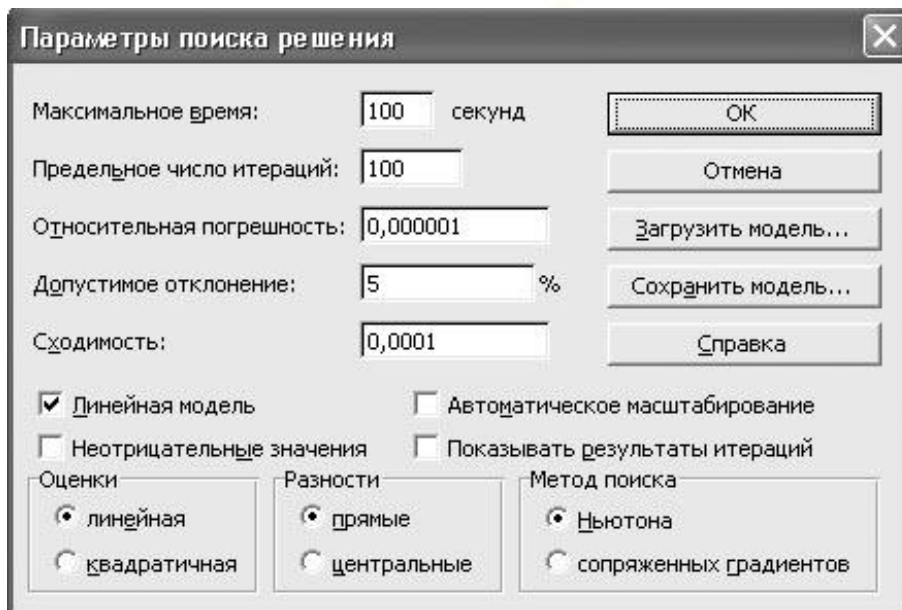 Параметры поиска решения
Максимальное время: 100 секунд
ОК
Предельное число итераций: 100
Отмена
Относительная погрешность: 0,000001
Загрузить модель...
Допустимое отклонение: 5 %
Сохранить модель...
Сходимость: 0,0001
Справка
Линейная модель
Автоматическое масштабирование
Неотрицательные значения
Показывать результаты итераций
Оценки
линейная
квадратичная
Разности
прямые
центральные
Метод поиска
Ньютона
сопряженных градиентов